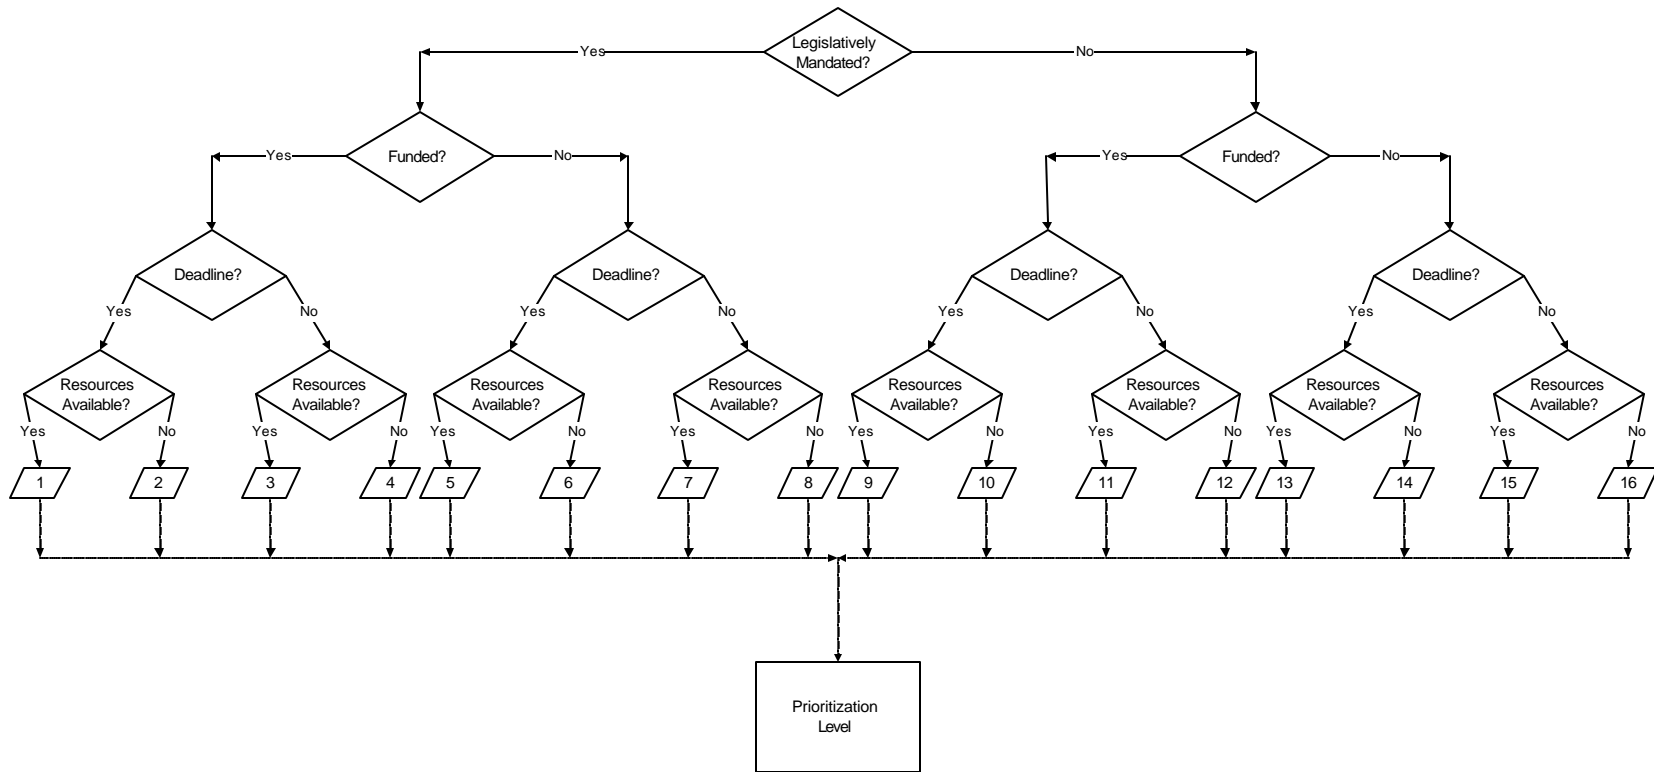 Legislatively
Mandated?
Yes
No
Funded?
Funded?
Yes
No
Yes
No
Deadline?
Deadline?
Deadline?
Deadline?
Yes
No
Yes
No
Yes
No
Yes
No
Resources
Available?
Resources
Available?
Resources
Available?
Resources
Available?
Resources
Available?
Resources
Available?
Resources
Available?
Resources
Available?
Yes
No
Yes
No
Yes
No
Yes
No
Yes
No
Yes
No
Yes
No
Yes
No
1
2
3
4
5
6
7
8
9
10
11
12
13
14
15
16
Prioritization
Level